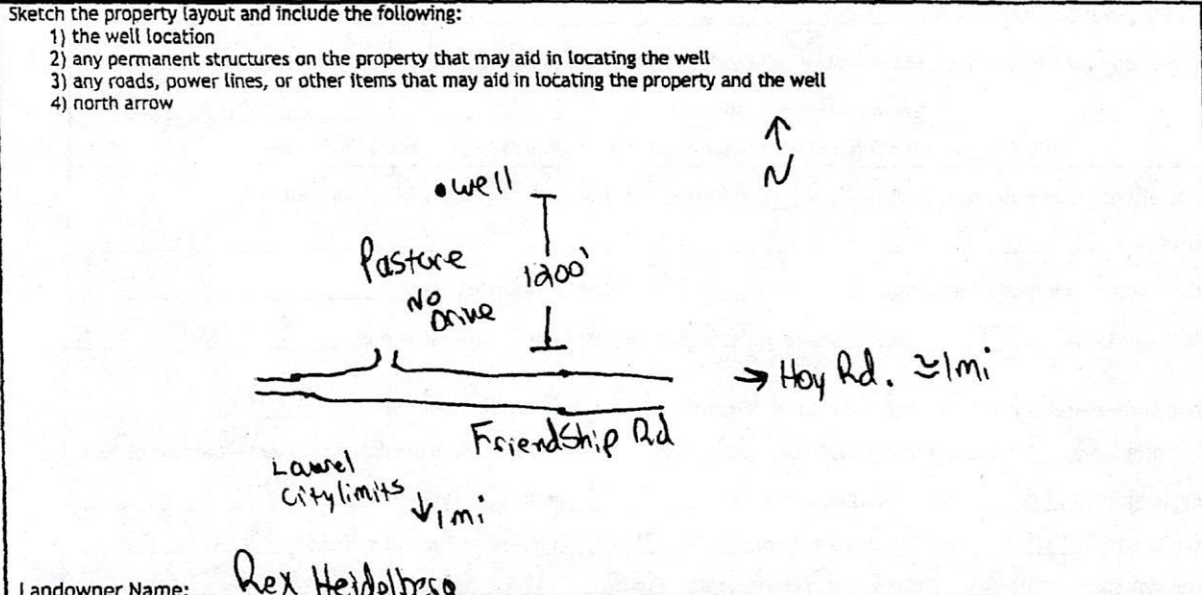 Sketch the property layout and include the following:
1) the well location
2) any permanent structures on the property that may aid in locating the well
3) any roads, power lines, or other items that may aid in locating the property and the well
4) north arrow
↑
N
•well
Pasture
1200'
No
Drive
→ Hoy Rd. ≅1mi
FriendShip Rd
Laurel
City limits
↓1mi
Landowner Name: Rex Heidelberg